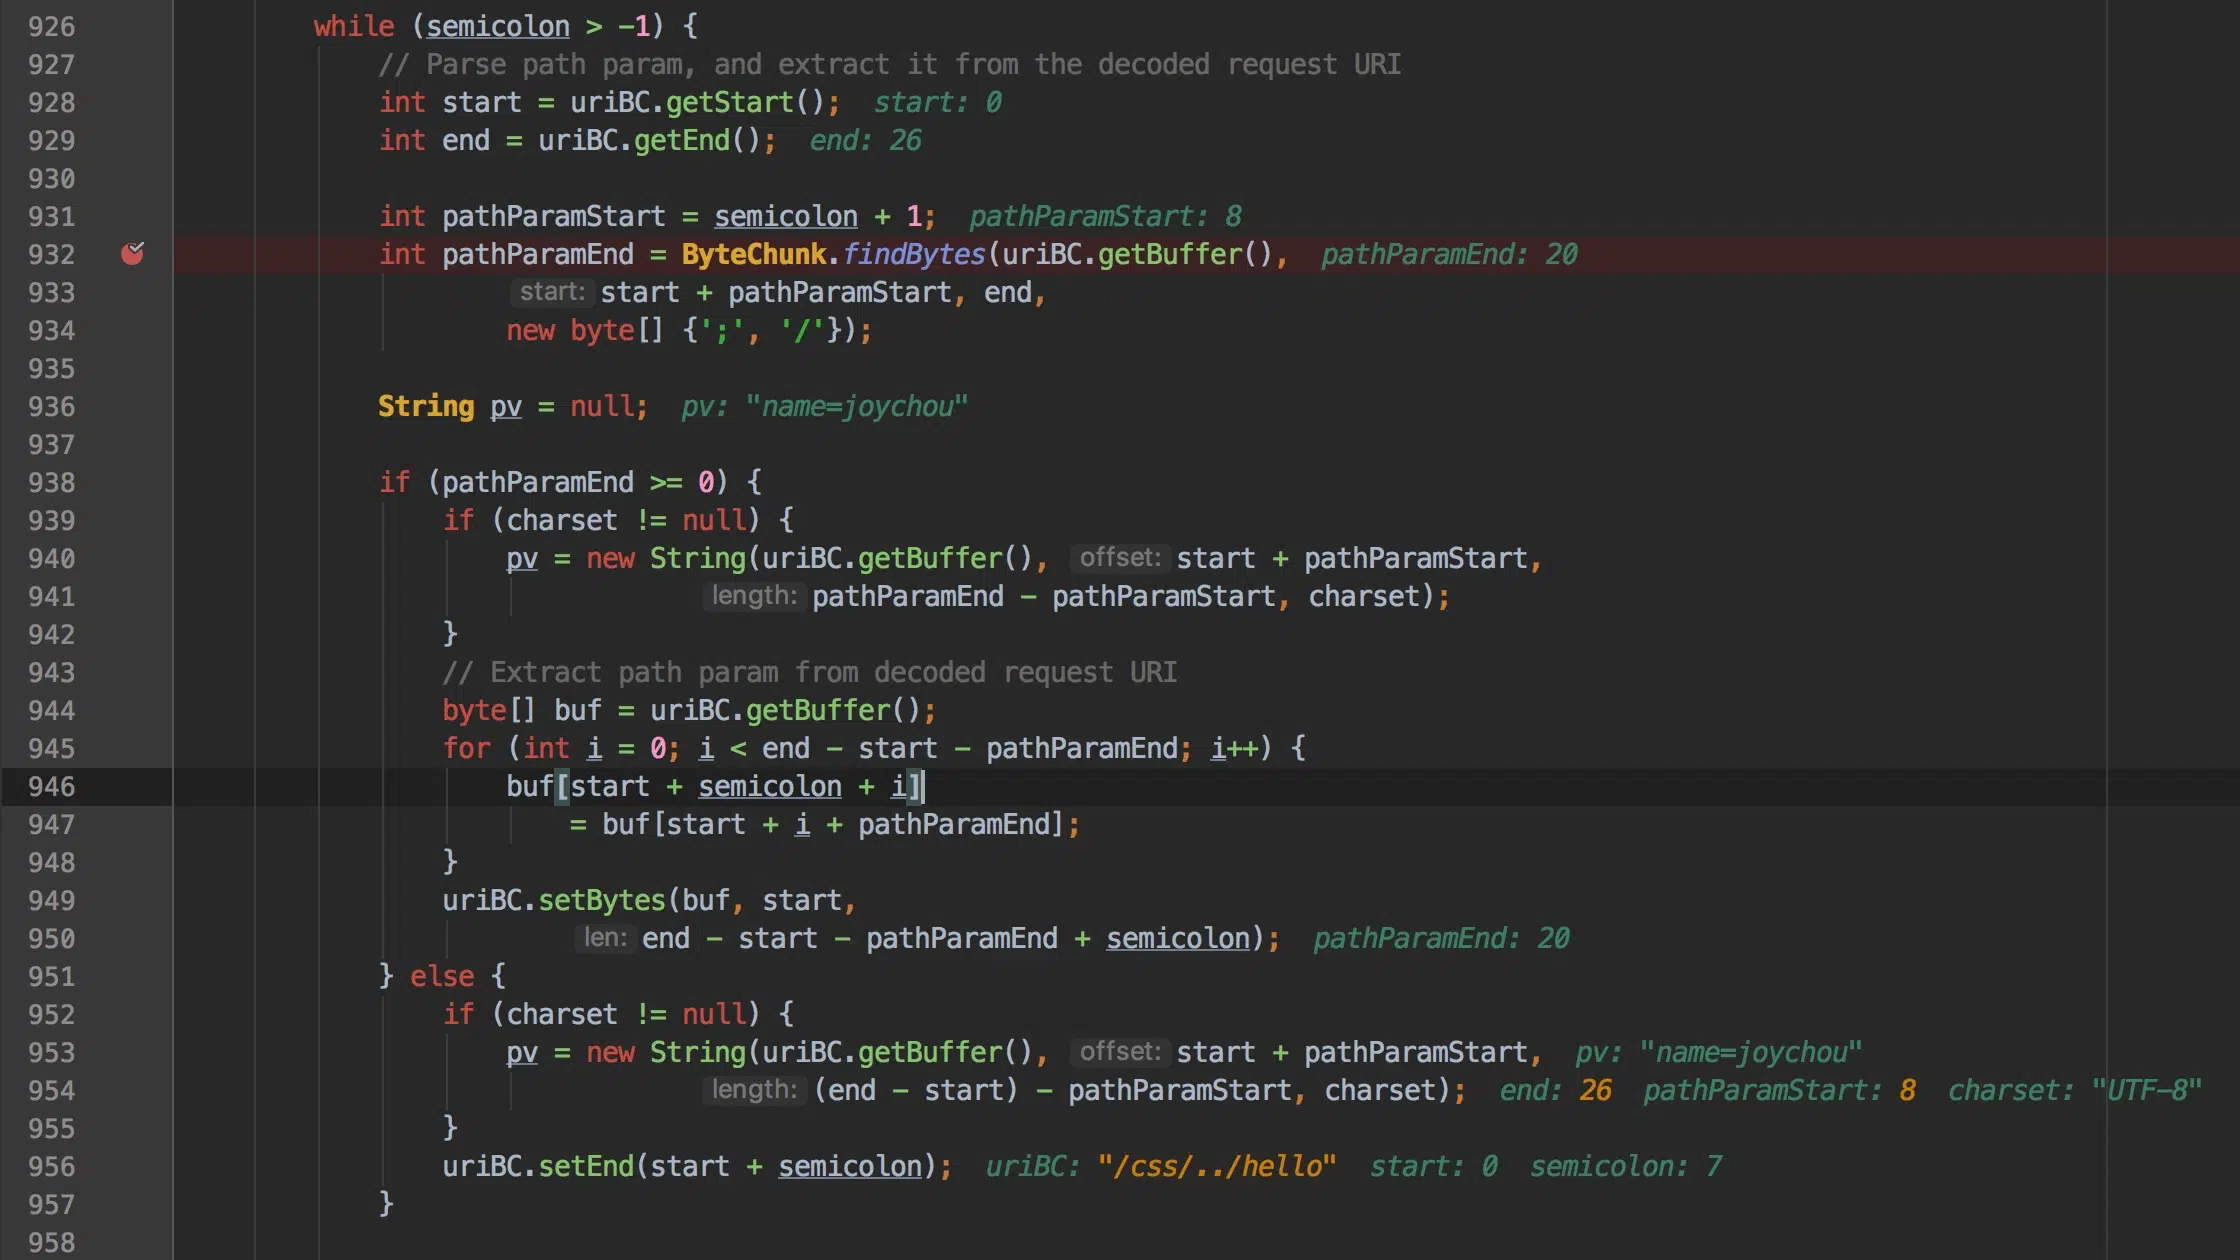 926 while (semicolon > -1) {
927 // Parse path param, and extract it from the decoded request URI
928 int start = uriBC.getStart(); start: 0
929 int end = uriBC.getEnd(); end: 26
930
931 int pathParamStart = semicolon + 1; pathParamStart: 8
932 int pathParamEnd = ByteChunk.findBytes(uriBC.getBuffer(), pathParamEnd: 20
933 start: start + pathParamStart, end,
934 new byte[] {';', '/'});
935
936 String pv = null; pv: "name=joychou"
937
938 if (pathParamEnd >= 0) {
939 if (charset != null) {
940 pv = new String(uriBC.getBuffer(), offset: start + pathParamStart,
941 length: pathParamEnd - pathParamStart, charset);
942 }
943 // Extract path param from decoded request URI
944 byte[] buf = uriBC.getBuffer();
945 for (int i = 0; i < end - start - pathParamEnd; i++) {
946 buf[start + semicolon + i]
947 = buf[start + i + pathParamEnd];
948 }
949 uriBC.setBytes(buf, start,
950 len: end - start - pathParamEnd + semicolon); pathParamEnd: 20
951 } else {
952 if (charset != null) {
953 pv = new String(uriBC.getBuffer(), offset: start + pathParamStart, pv: "name=joychou"
954 length: (end - start) - pathParamStart, charset); end: 26 pathParamStart: 8 charset: "UTF-8"
955 }
956 uriBC.setEnd(start + semicolon); uriBC: "/css/../hello" start: 0 semicolon: 7
957 }
958